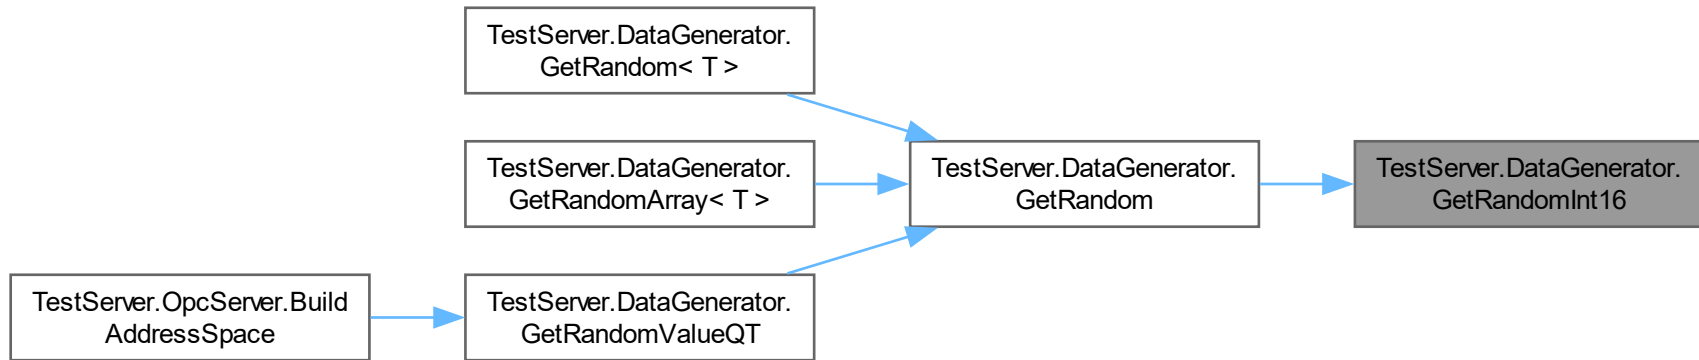 TestServer.DataGenerator.
GetRandom< T >
TestServer.DataGenerator.
GetRandomArray< T >
TestServer.DataGenerator.
GetRandom
TestServer.DataGenerator.
GetRandomInt16
TestServer.OpcServer.Build
AddressSpace
TestServer.DataGenerator.
GetRandomValueQT